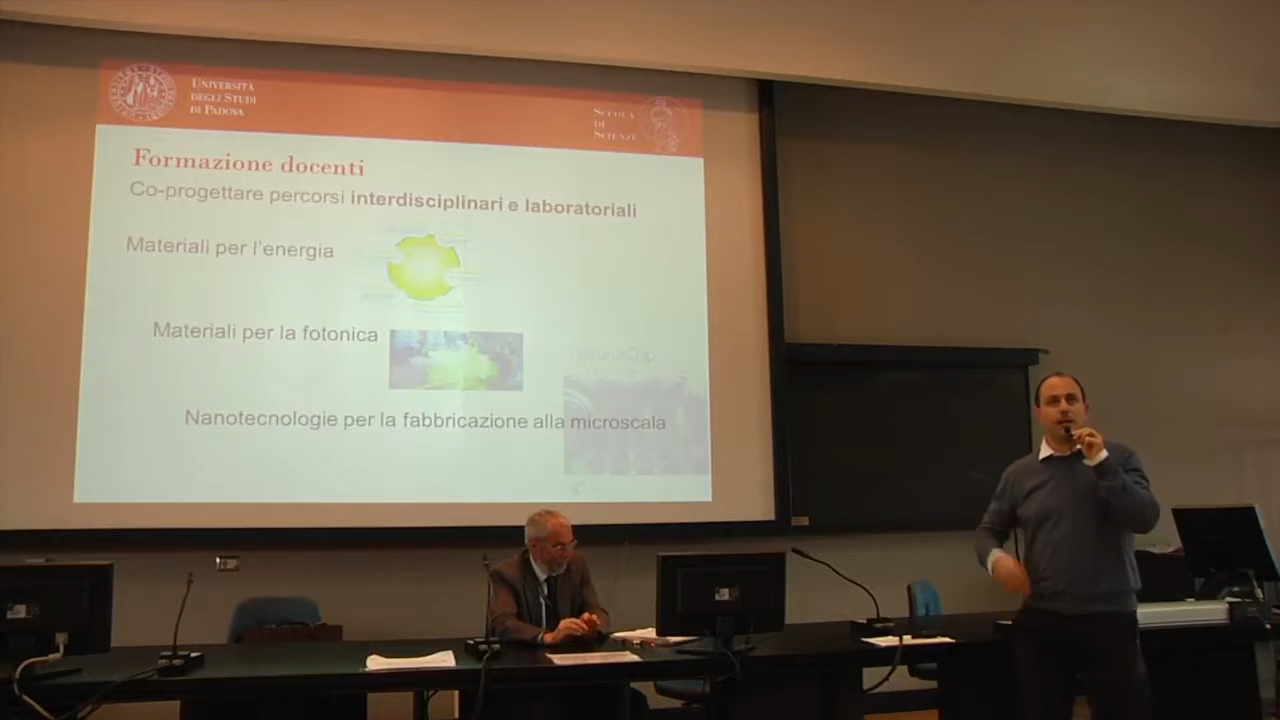 Università
degli Studi
di Padova
Scuola
di
Scienze
Formazione docenti
Co-progettare percorsi interdisciplinari e laboratoriali
Materiali per l'energia
Materiali per la fotonica
Nanotecnologie per la fabbricazione alla microscala